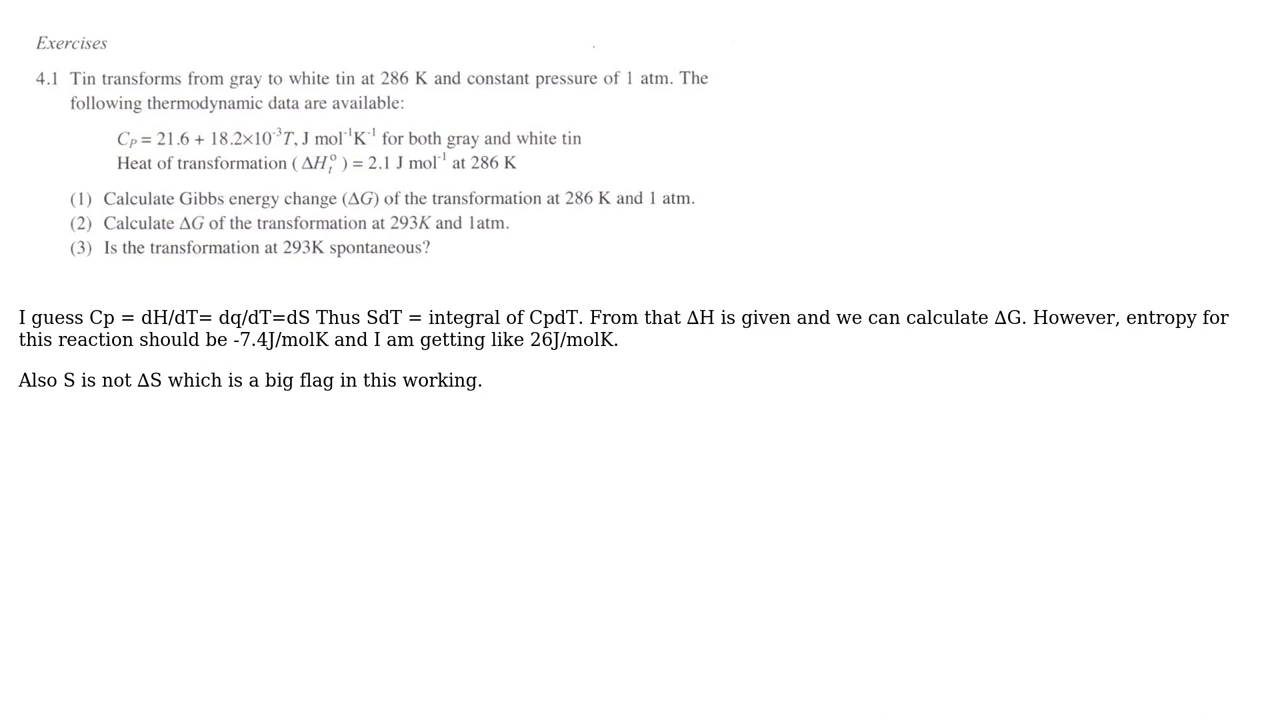 Exercises
4.1 Tin transforms from gray to white tin at 286 K and constant pressure of 1 atm. The
following thermodynamic data are available:
C_P = 21.6 + 18.2×10⁻³T, J mol⁻¹K⁻¹ for both gray and white tin
Heat of transformation ( ΔH_t° ) = 2.1 J mol⁻¹ at 286 K
(1) Calculate Gibbs energy change (ΔG) of the transformation at 286 K and 1 atm.
(2) Calculate ΔG of the transformation at 293K and 1atm.
(3) Is the transformation at 293K spontaneous?
I guess Cp = dH/dT= dq/dT=dS Thus SdT = integral of CpdT. From that ΔH is given and we can calculate ΔG. However, entropy for
this reaction should be -7.4J/molK and I am getting like 26J/molK.
Also S is not ΔS which is a big flag in this working.